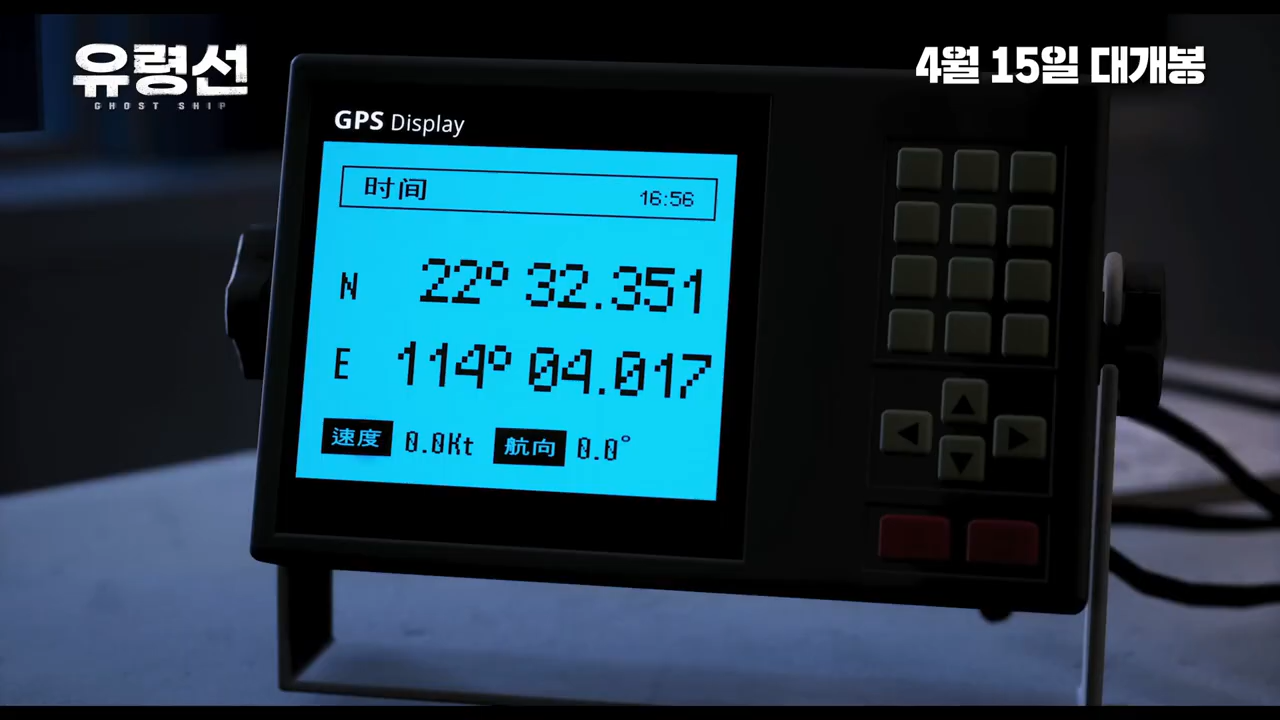 유령선
GHOST SHIP
4월 15일 대개봉
GPS Display
时间 16:56
N 22° 32.351
E 114° 04.017
速度 0.0Kt 航向 0.0°